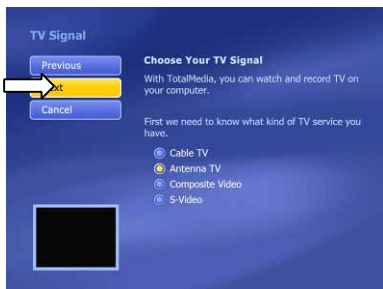 TV Signal
Previous
Cancel
Choose Your TV Signal
With TotalMedia, you can watch and record TV on
your computer.
First we need to know what kind of TV service you
have.
Cable TV
Antenna TV
Composite Video
S-Video